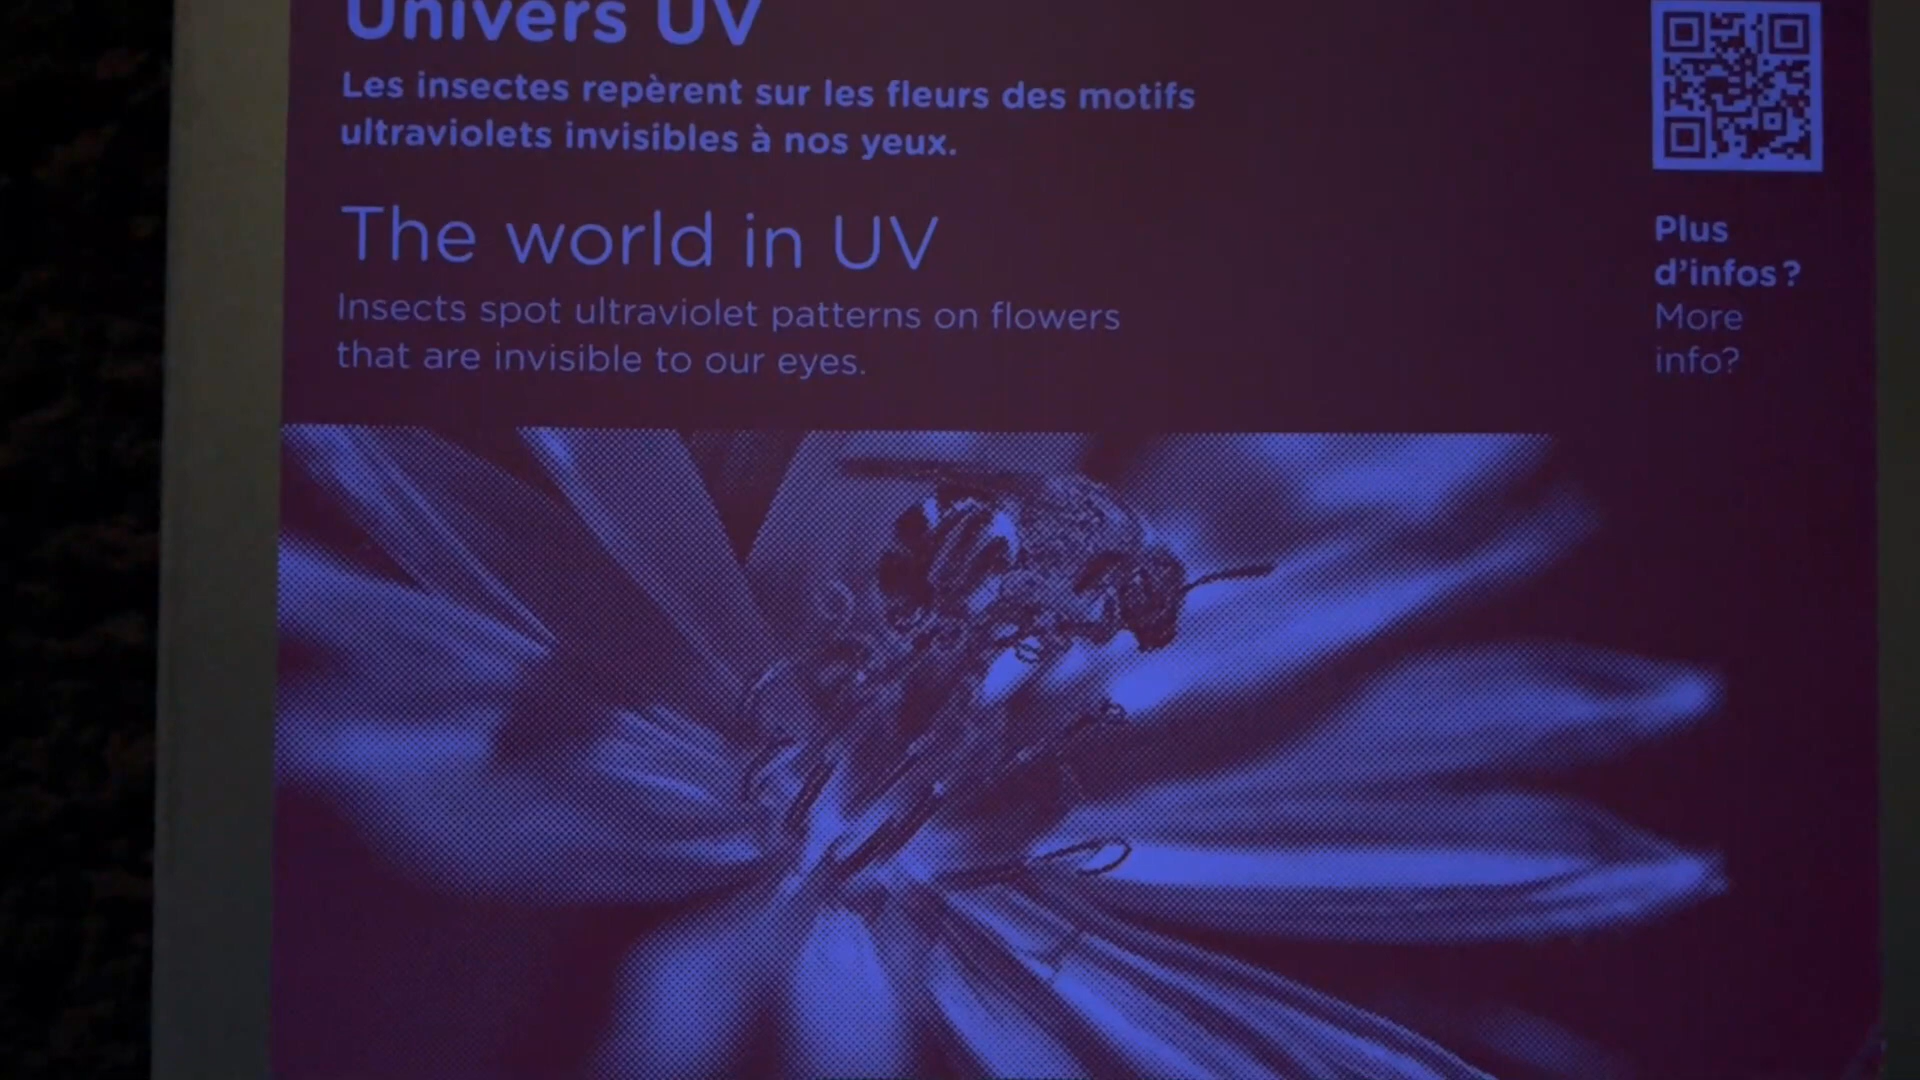 Univers UV
Les insectes repèrent sur les fleurs des motifs
ultraviolets invisibles à nos yeux.
The world in UV
Insects spot ultraviolet patterns on flowers
that are invisible to our eyes.
Plus
d'infos ?
More
info?